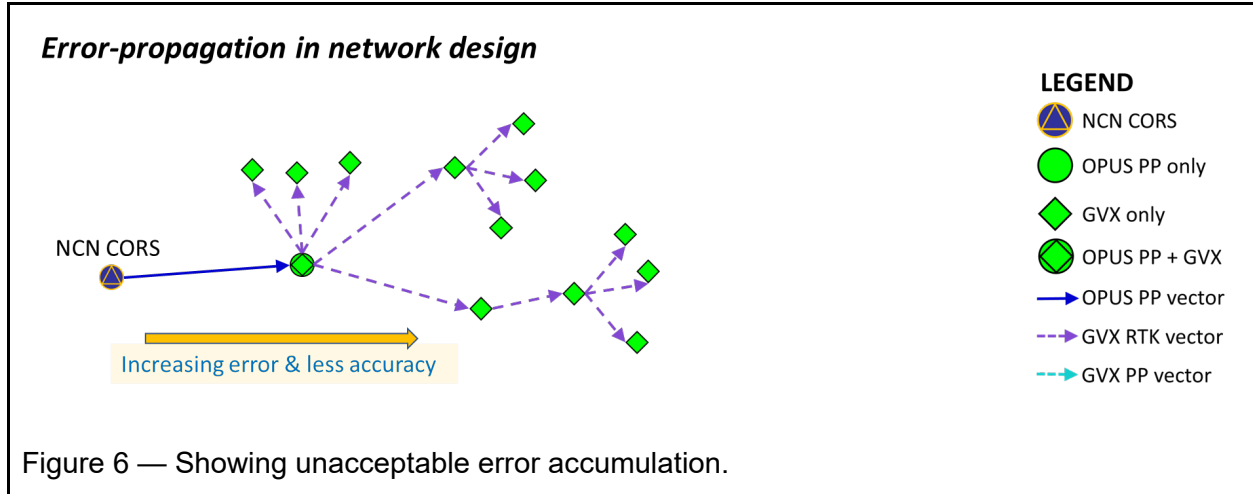 Error-propagation in network design
NCN CORS
Increasing error & less accuracy
LEGEND
NCN CORS
OPUS PP only
GVX only
OPUS PP + GVX
OPUS PP vector
GVX RTK vector
GVX PP vector
Figure 6 — Showing unacceptable error accumulation.